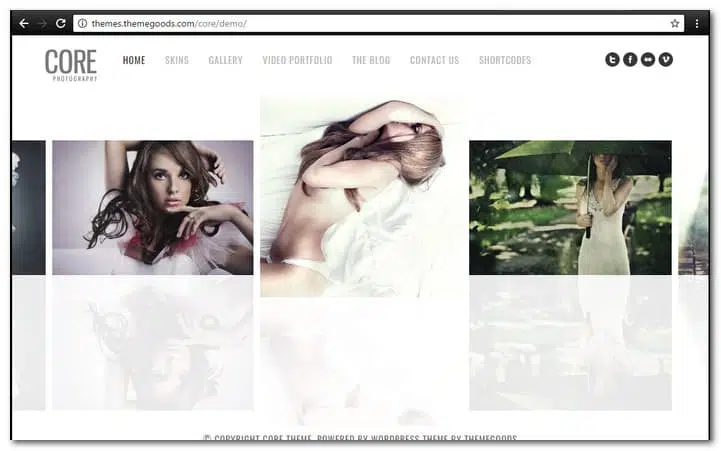 themes.themegoods.com/core/demo/
CORE
PHOTOGRAPHY
HOME SKINS GALLERY VIDEO PORTFOLIO THE BLOG CONTACT US SHORTCODES
© COPYRIGHT CORE THEME. POWERED BY WORDPRESS THEME BY THEMEGOODS